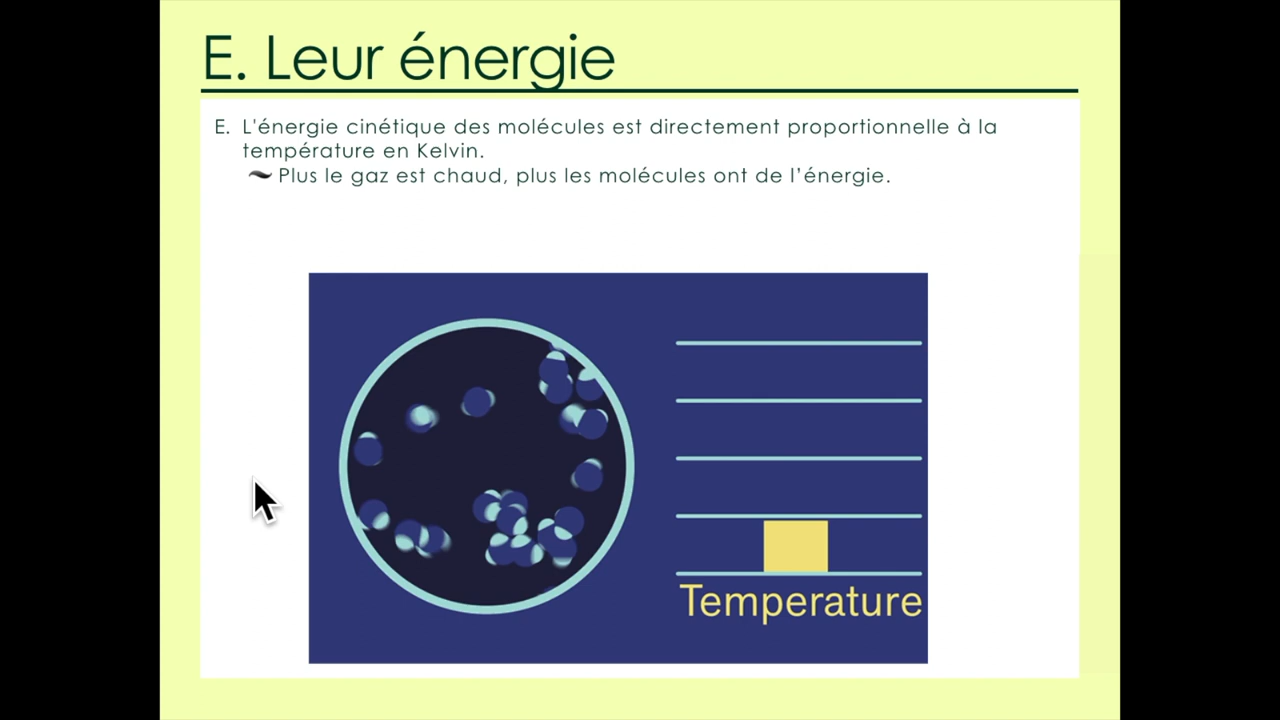 E. Leur énergie
E. L'énergie cinétique des molécules est directement proportionnelle à la
température en Kelvin.
Plus le gaz est chaud, plus les molécules ont de l’énergie.
Temperature